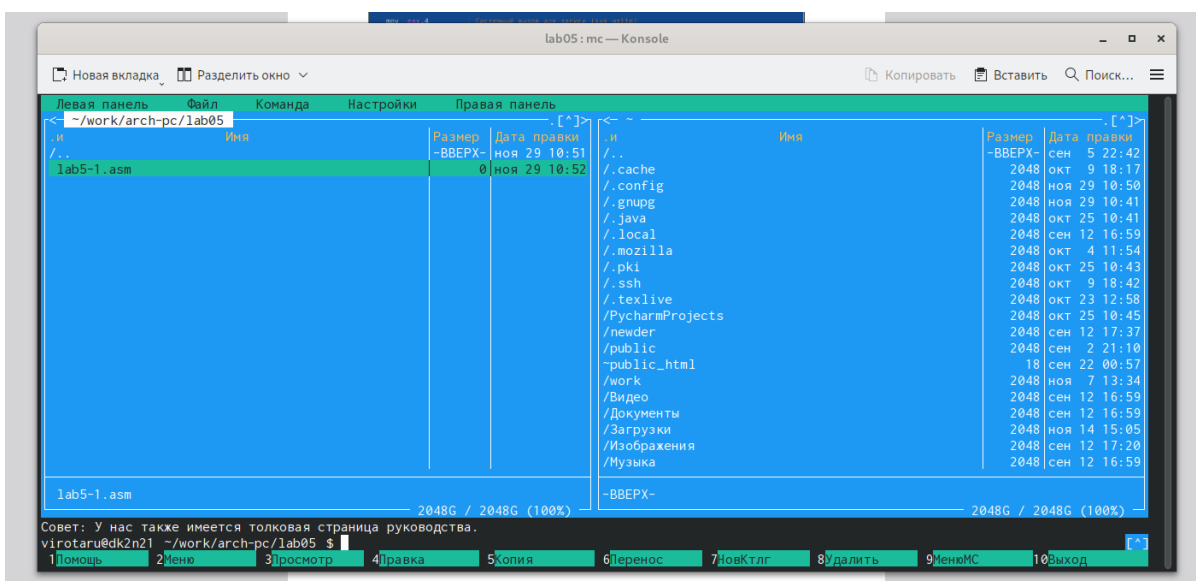 mov eax,4 Системный вызов для записи (sys_write)
lab05 : mc — Konsole
Новая вкладка Разделить окно Копировать Вставить Поиск...
Левая панель Файл Команда Настройки Правая панель
<— ~/work/arch-pc/lab05 .[^]> <— ~ .[^]>
.и Имя Размер Дата правки .и Имя Размер Дата правки
/.. -ВВЕРХ- ноя 29 10:51 /.. -ВВЕРХ- сен 5 22:42
lab5-1.asm 0 ноя 29 10:52 /.cache 2048 окт 9 18:17
/.config 2048 ноя 29 10:50
/.gnupg 2048 ноя 29 10:41
/.java 2048 окт 25 10:41
/.local 2048 сен 12 16:59
/.mozilla 2048 окт 4 11:54
/.pki 2048 окт 25 10:43
/.ssh 2048 окт 9 18:42
/.texlive 2048 окт 23 12:58
/PycharmProjects 2048 окт 25 10:45
/newder 2048 сен 12 17:37
/public 2048 сен 2 21:10
~public_html 18 сен 22 00:57
/work 2048 ноя 7 13:34
/Видео 2048 сен 12 16:59
/Документы 2048 сен 12 16:59
/Загрузки 2048 ноя 14 15:05
/Изображения 2048 сен 12 17:20
/Музыка 2048 сен 12 16:59
lab5-1.asm -ВВЕРХ-
2048G / 2048G (100%) 2048G / 2048G (100%)
Совет: У нас также имеется толковая страница руководства.
virotaru@dk2n21 ~/work/arch-pc/lab05 $ [^]
1Помощь 2Меню 3Просмотр 4Правка 5Копия 6Перенос 7НовКтлг 8Удалить 9МенюМС 10Выход